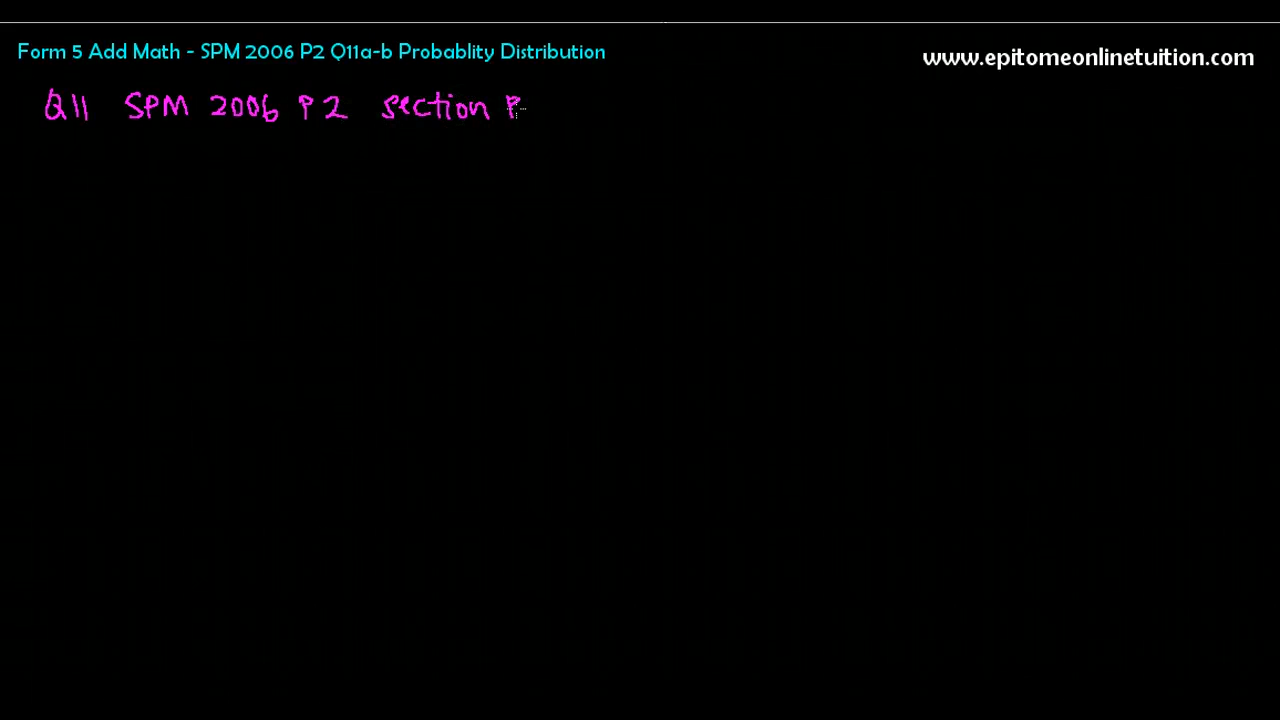 Form 5 Add Math - SPM 2006 P2 Q11a-b Probablity Distribution
www.epitomeonlinetuition.com
Q11 SPM 2006 P2 section